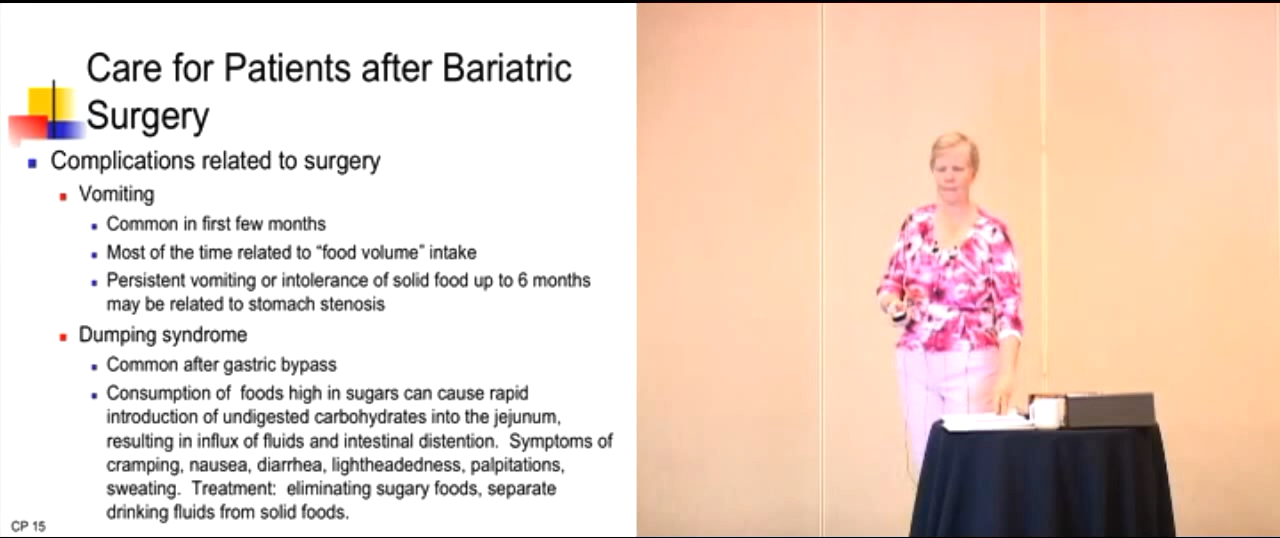 Care for Patients after Bariatric
Surgery
Complications related to surgery
Vomiting
Common in first few months
Most of the time related to “food volume” intake
Persistent vomiting or intolerance of solid food up to 6 months
may be related to stomach stenosis
Dumping syndrome
Common after gastric bypass
Consumption of foods high in sugars can cause rapid
introduction of undigested carbohydrates into the jejunum,
resulting in influx of fluids and intestinal distention. Symptoms of
cramping, nausea, diarrhea, lightheadedness, palpitations,
sweating. Treatment: eliminating sugary foods, separate
drinking fluids from solid foods.
CP 15